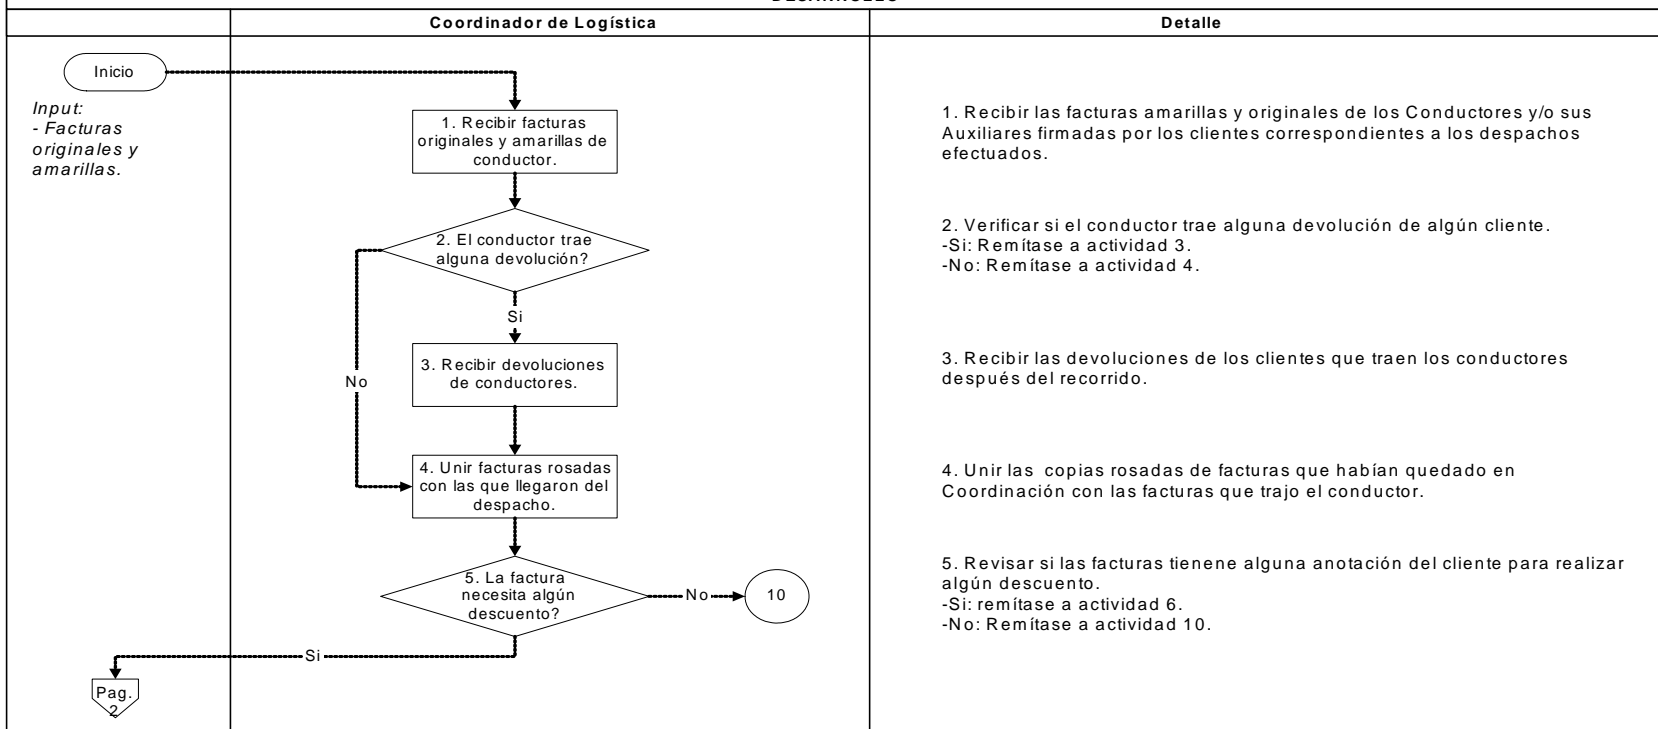 Coordinador de Logística
Detalle
Inicio
Input:
- Facturas
originales y
amarillas.
1. Recibir facturas
originales y amarillas de
conductor.
1. Recibir las facturas amarillas y originales de los Conductores y/o sus
Auxiliares firmadas por los clientes correspondientes a los despachos
efectuados.
2. El conductor trae
alguna devolución?
2. Verificar si el conductor trae alguna devolución de algún cliente.
-Si: Remítase a actividad 3.
-No: Remítase a actividad 4.
Si
No
3. Recibir devoluciones
de conductores.
3. Recibir las devoluciones de los clientes que traen los conductores
después del recorrido.
4. Unir facturas rosadas
con las que llegaron del
despacho.
4. Unir las copias rosadas de facturas que habían quedado en
Coordinación con las facturas que trajo el conductor.
5. La factura
necesita algún
descuento?
No
10
5. Revisar si las facturas tienene alguna anotación del cliente para realizar
algún descuento.
-Si: remítase a actividad 6.
-No: Remítase a actividad 10.
Si
Pag.
2